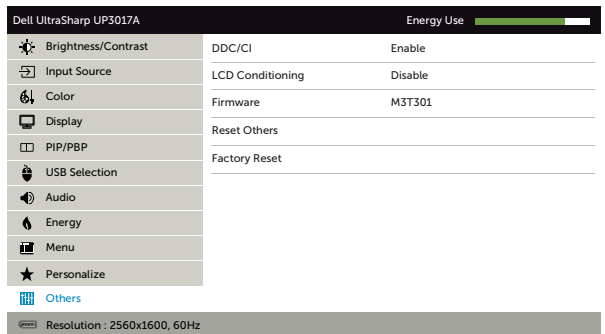 Dell UltraSharp UP3017A Energy Use
Brightness/Contrast DDC/CI Enable
Input Source LCD Conditioning Disable
Color Firmware M3T301
Display Reset Others
PIP/PBP Factory Reset
USB Selection
Audio
Energy
Menu
Personalize
Others
Resolution : 2560x1600, 60Hz